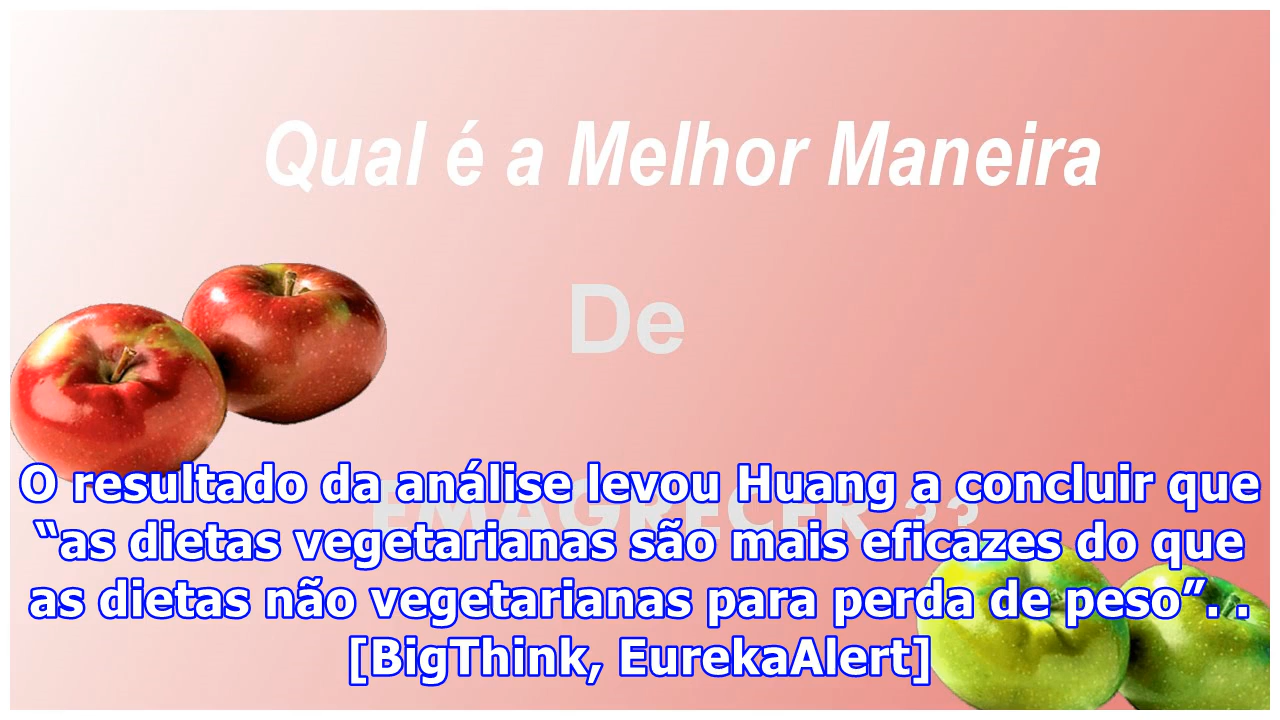 Qual é a Melhor Maneira
De
EMAGRECER ??
O resultado da análise levou Huang a concluir que
“as dietas vegetarianas são mais eficazes do que
as dietas não vegetarianas para perda de peso”. .
[BigThink, EurekaAlert]